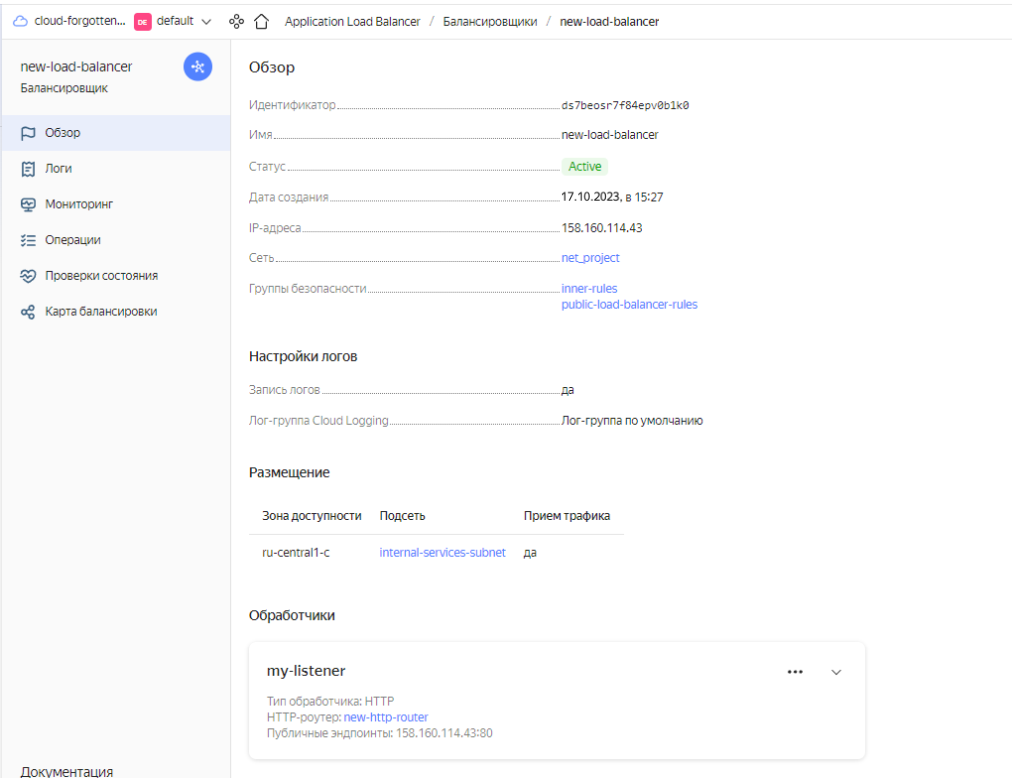 cloud-forgotten... DE default Application Load Balancer / Балансировщики / new-load-balancer
new-load-balancer
Балансировщик
Обзор
Логи
Мониторинг
Операции
Проверки состояния
Карта балансировки
Документация
Обзор
Идентификатор ds7beosr7f84epv0b1k0
Имя new-load-balancer
Статус Active
Дата создания 17.10.2023, в 15:27
IP-адреса 158.160.114.43
Сеть net_project
Группы безопасности inner-rules
public-load-balancer-rules
Настройки логов
Запись логов да
Лог-группа Cloud Logging Лог-группа по умолчанию
Размещение
Зона доступности Подсеть Прием трафика
ru-central1-c internal-services-subnet да
Обработчики
my-listener
Тип обработчика: HTTP
HTTP-роутер: new-http-router
Публичные эндпоинты: 158.160.114.43:80